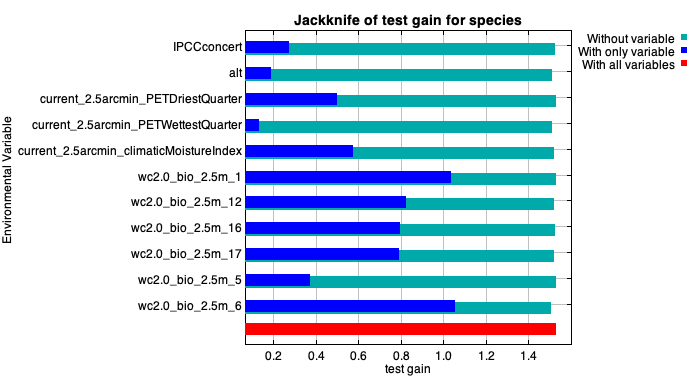 Jackknife of test gain for species
Without variable
With only variable
With all variables
Environmental Variable
IPCCconcert
alt
current_2.5arcmin_PETDriestQuarter
current_2.5arcmin_PETWettestQuarter
current_2.5arcmin_climaticMoistureIndex
wc2.0_bio_2.5m_1
wc2.0_bio_2.5m_12
wc2.0_bio_2.5m_16
wc2.0_bio_2.5m_17
wc2.0_bio_2.5m_5
wc2.0_bio_2.5m_6
0.2 0.4 0.6 0.8 1.0 1.2 1.4
test gain